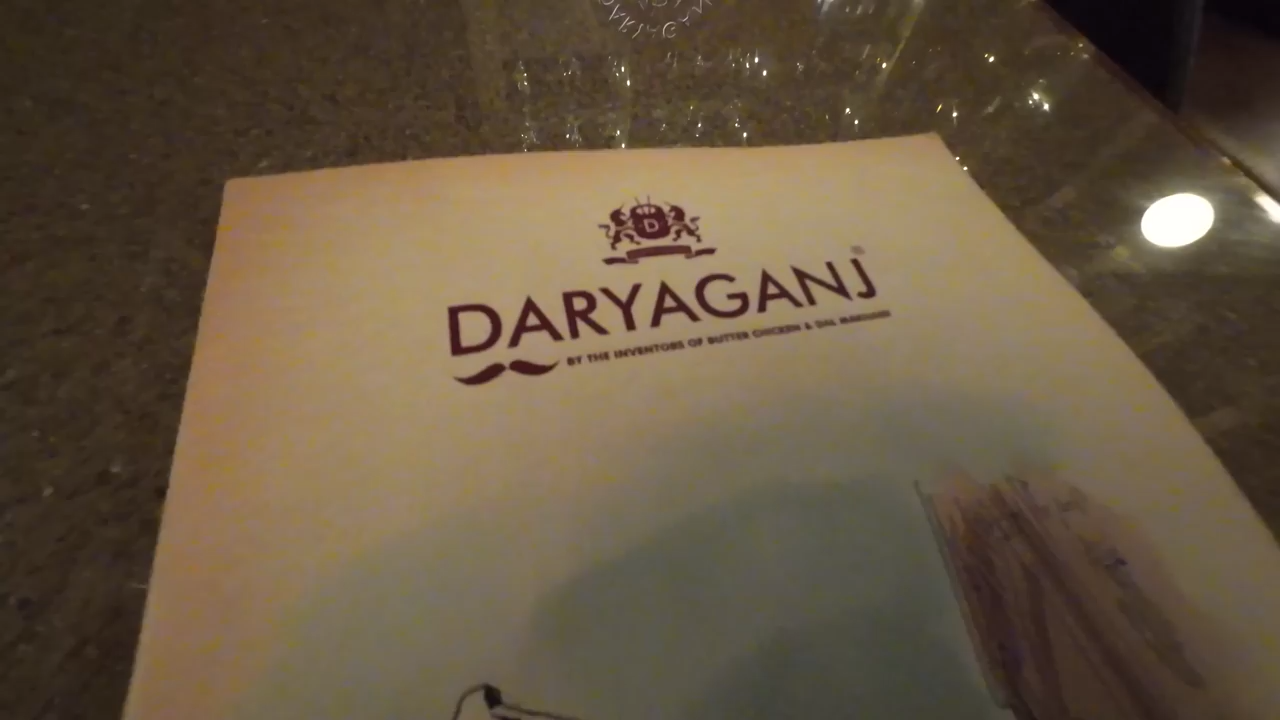 D
DARYAGANJ®
BY THE INVENTORS OF BUTTER CHICKEN & DAL MAKHANI